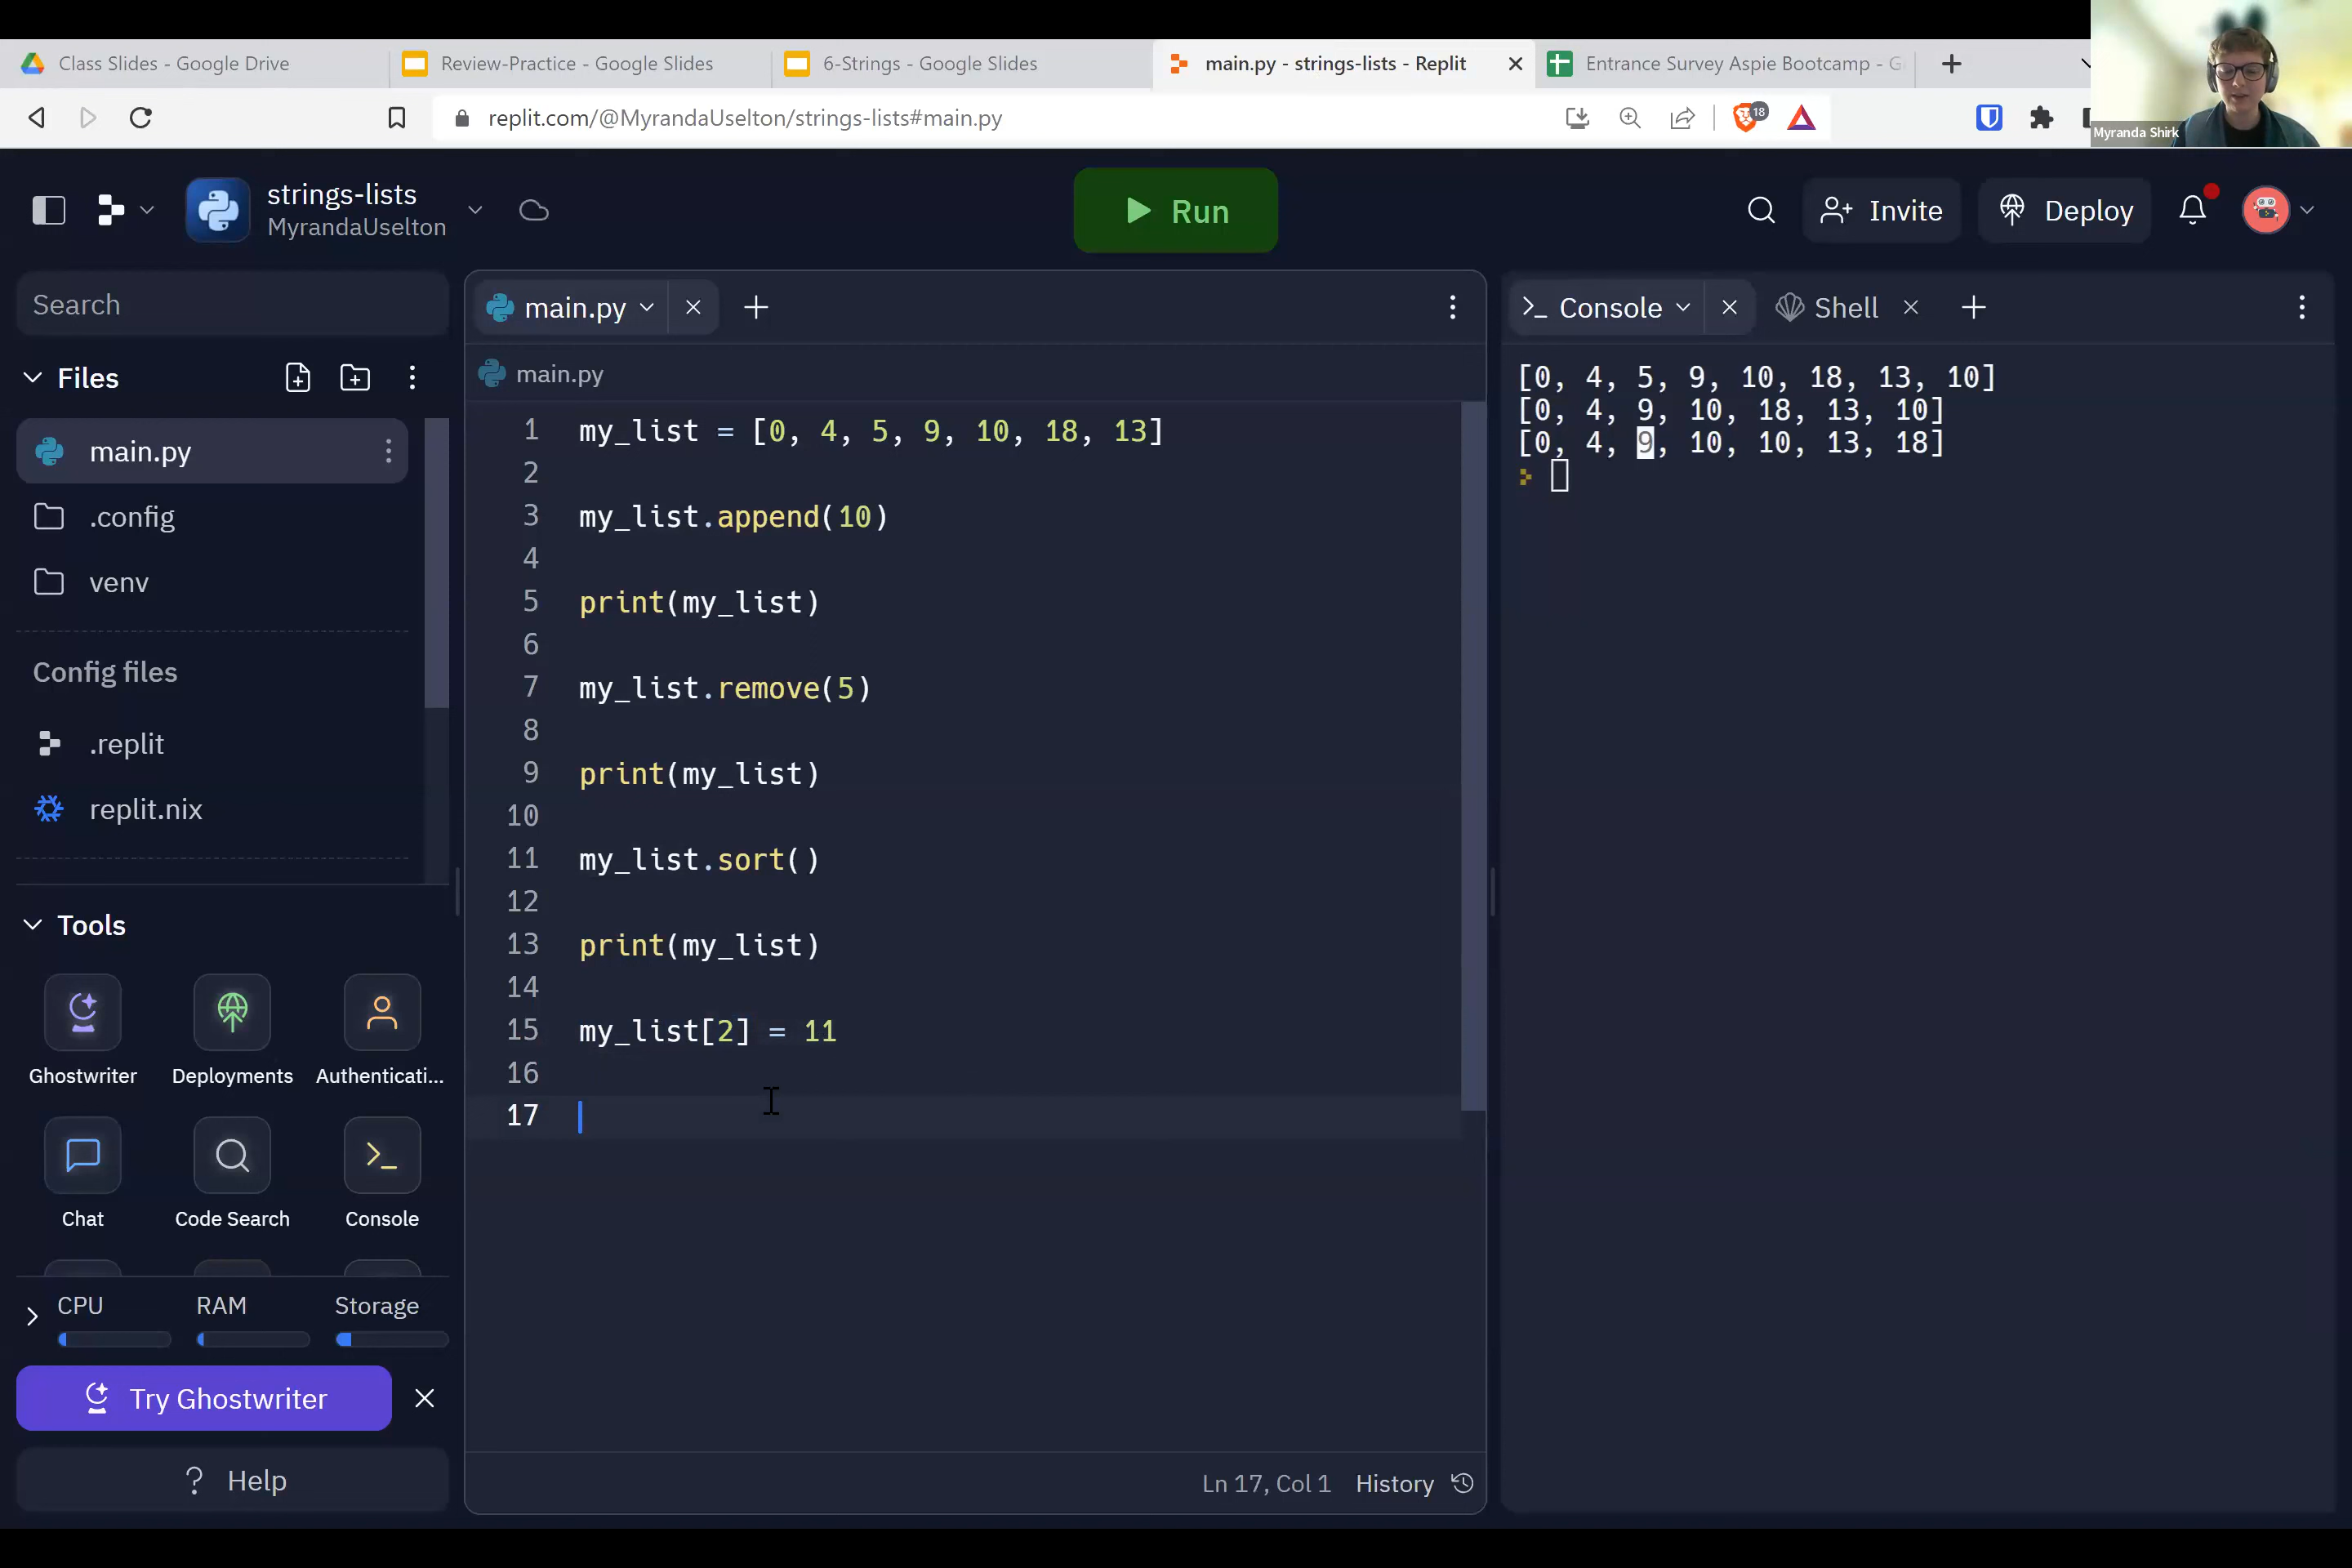 Class Slides - Google Drive
Review-Practice - Google Slides
6-Strings - Google Slides
main.py - strings-lists - Replit
Entrance Survey Aspie Bootcamp - G
replit.com/@MyrandaUselton/strings-lists#main.py
18
Myranda Shirk
strings-lists
MyrandaUselton
Run
Invite
Deploy
Search
Files
main.py
.config
venv
Config files
.replit
replit.nix
Tools
Ghostwriter
Deployments
Authenticati...
Chat
Code Search
Console
CPU
RAM
Storage
Try Ghostwriter
Help
main.py
main.py
1 my_list = [0, 4, 5, 9, 10, 18, 13]
2
3 my_list.append(10)
4
5 print(my_list)
6
7 my_list.remove(5)
8
9 print(my_list)
10
11 my_list.sort()
12
13 print(my_list)
14
15 my_list[2] = 11
16
17
Ln 17, Col 1
History
Console
Shell
[0, 4, 5, 9, 10, 18, 13, 10]
[0, 4, 9, 10, 18, 13, 10]
[0, 4, 9, 10, 10, 13, 18]